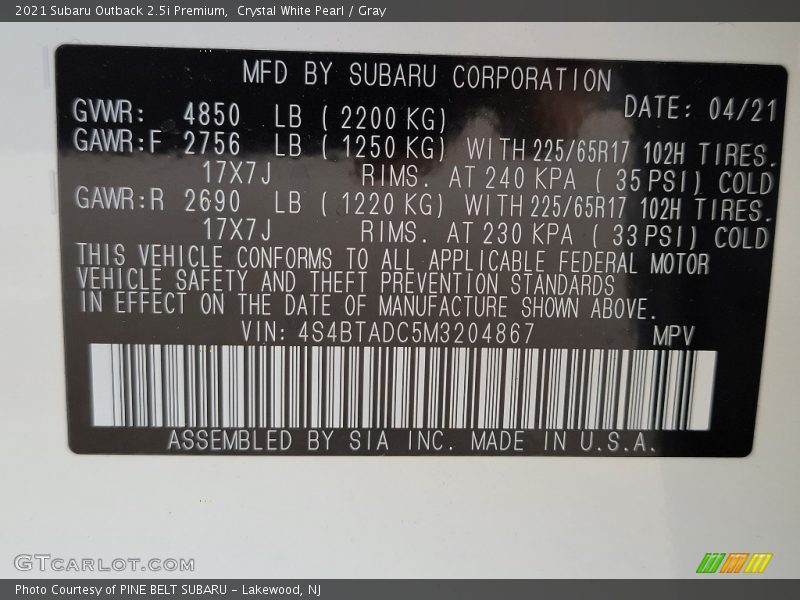 2021 Subaru Outback 2.5i Premium,  Crystal White Pearl / Gray
MFD BY SUBARU CORPORATION
GVWR: 4850 LB ( 2200 KG) DATE: 04/21
GAWR:F 2756 LB ( 1250 KG) WITH 225/65R17 102H TIRES.
17X7J RIMS. AT 240 KPA ( 35 PSI) COLD
GAWR:R 2690 LB ( 1220 KG) WITH 225/65R17 102H TIRES.
17X7J RIMS. AT 230 KPA ( 33 PSI) COLD
THIS VEHICLE CONFORMS TO ALL APPLICABLE FEDERAL MOTOR
VEHICLE SAFETY AND THEFT PREVENTION STANDARDS
IN EFFECT ON THE DATE OF MANUFACTURE SHOWN ABOVE.
VIN: 4S4BTADC5M3204867 MPV
ASSEMBLED BY SIA INC. MADE IN U.S.A.
GTCARLOT.COM
Photo Courtesy of PINE BELT SUBARU - Lakewood, NJ